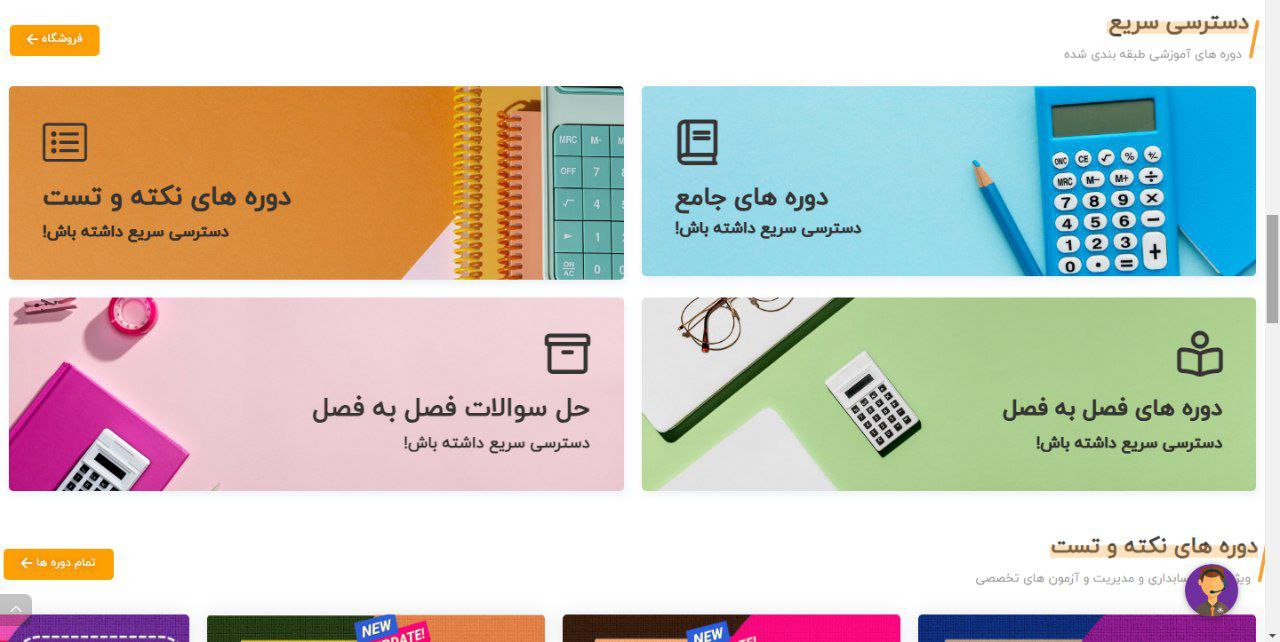 دسترسی سریع
دوره های آموزشی طبقه بندی شده
فروشگاه
دوره های جامع
دسترسی سریع داشته باش!
دوره های نکته و تست
دسترسی سریع داشته باش!
دوره های فصل به فصل
دسترسی سریع داشته باش!
حل سوالات فصل به فصل
دسترسی سریع داشته باش!
دوره های نکته و تست
حسابداری و مدیریت و آزمون های تخصصی
تمام دوره ها
NEW
NEW